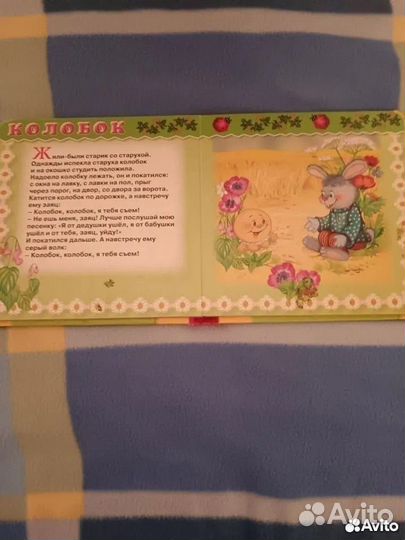 КОЛОБОК
Жили-были старик со старухой.
Однажды испекла старуха колобок
и на окошко студить положила.
Надоело колобку лежать, он и покатился:
с окна на лавку, с лавки на пол, прыг
через порог, на двор, со двора за ворота.
Катится колобок по дорожке, а навстречу
ему заяц:
– Колобок, колобок, я тебя съем!
– Не ешь меня, заяц! Лучше послушай мою
песенку: «Я от дедушки ушёл, я от бабушки
ушёл и от тебя, заяц, уйду!»
И покатился дальше. А навстречу ему
серый волк:
– Колобок, колобок, я тебя съем!
Avito
Avito